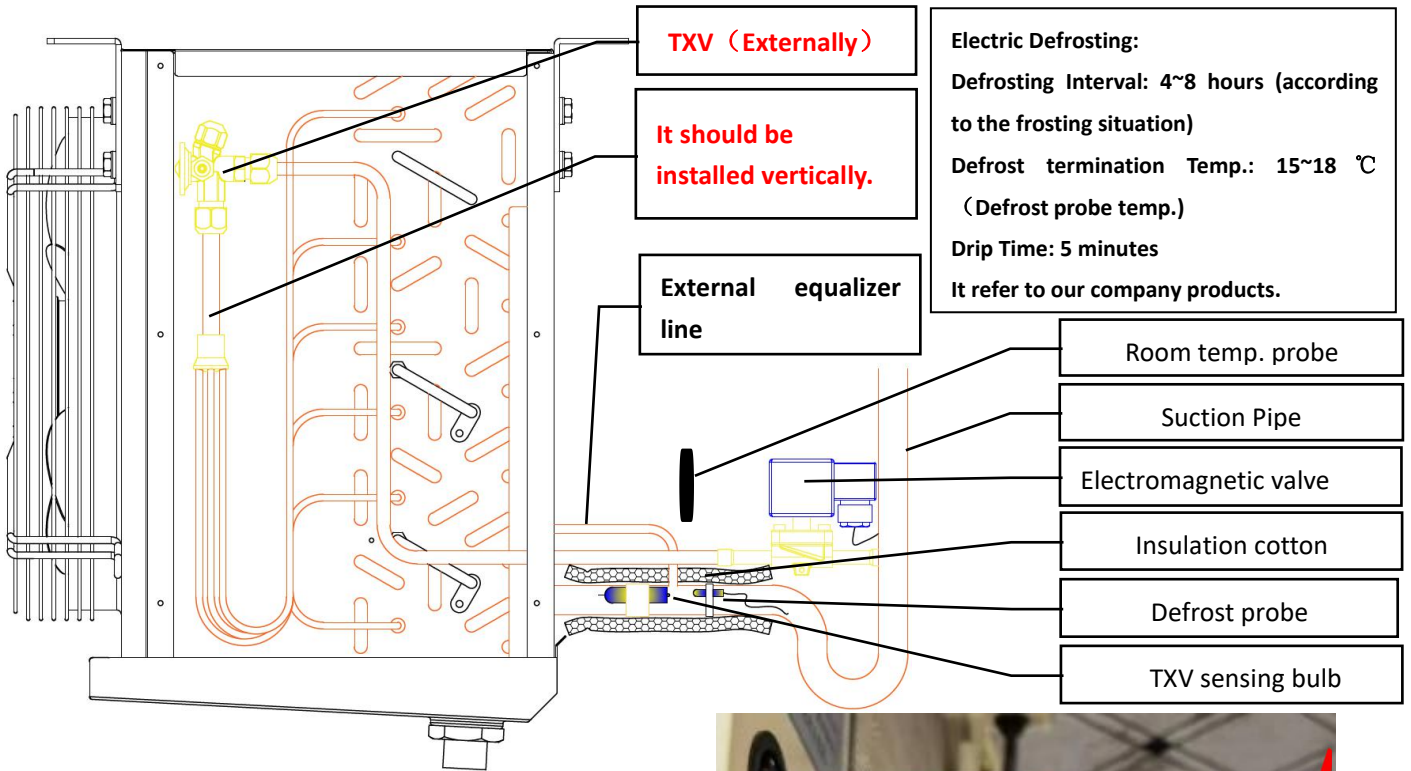 TXV（Externally）
It should be
installed vertically.
External equalizer
line
Electric Defrosting:
Defrosting Interval: 4~8 hours (according
to the frosting situation)
Defrost termination Temp.: 15~18 ℃
（Defrost probe temp.)
Drip Time: 5 minutes
It refer to our company products.
Room temp. probe
Suction Pipe
Electromagnetic valve
Insulation cotton
Defrost probe
TXV sensing bulb